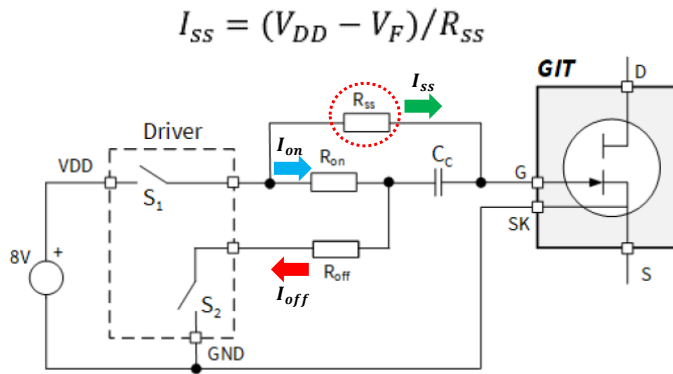 I_ss = (V_DD − V_F)/R_ss
GIT
D
I_ss
R_ss
Driver
I_on
VDD
R_on
C_C
G
S_1
SK
8V
+
R_off
S
I_off
S_2
GND